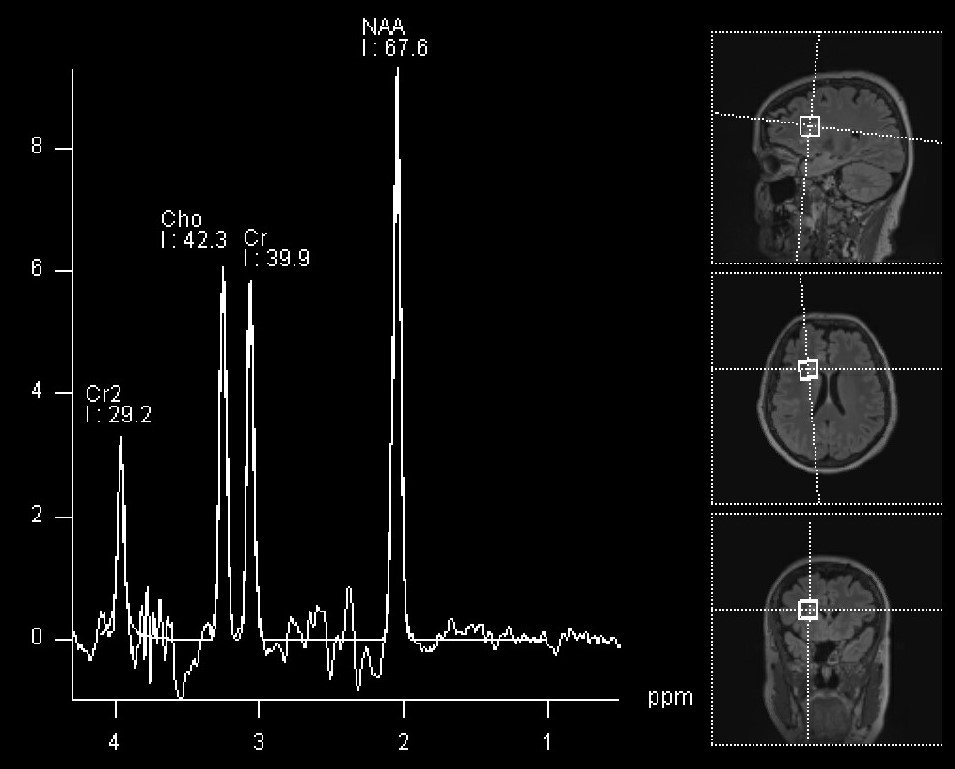 NAA
I : 67.6
8
Cho
I : 42.3
Cr
I : 39.9
6
4
Cr2
I : 29.2
2
0
ppm
4 3 2 1